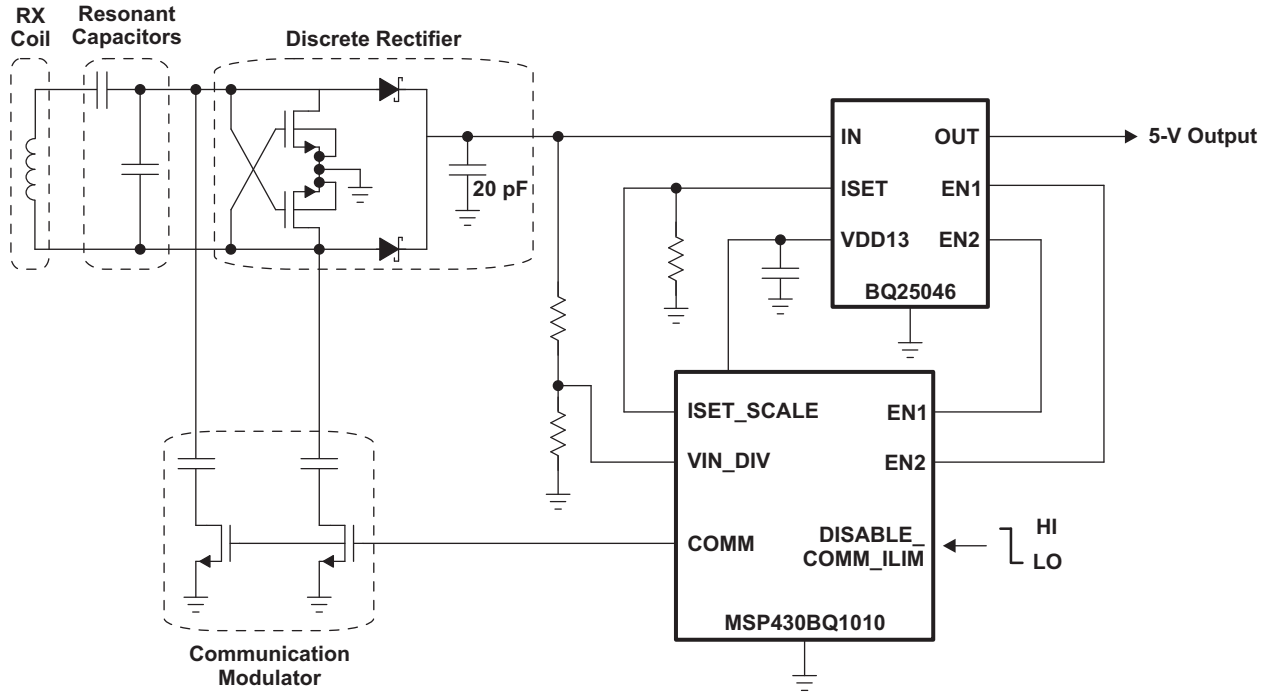 RX
Coil
Resonant
Capacitors
Discrete Rectifier
20 pF
IN
OUT
5-V Output
ISET
EN1
VDD13
EN2
BQ25046
ISET_SCALE
EN1
VIN_DIV
EN2
COMM
DISABLE_
COMM_ILIM
HI
LO
MSP430BQ1010
Communication
Modulator